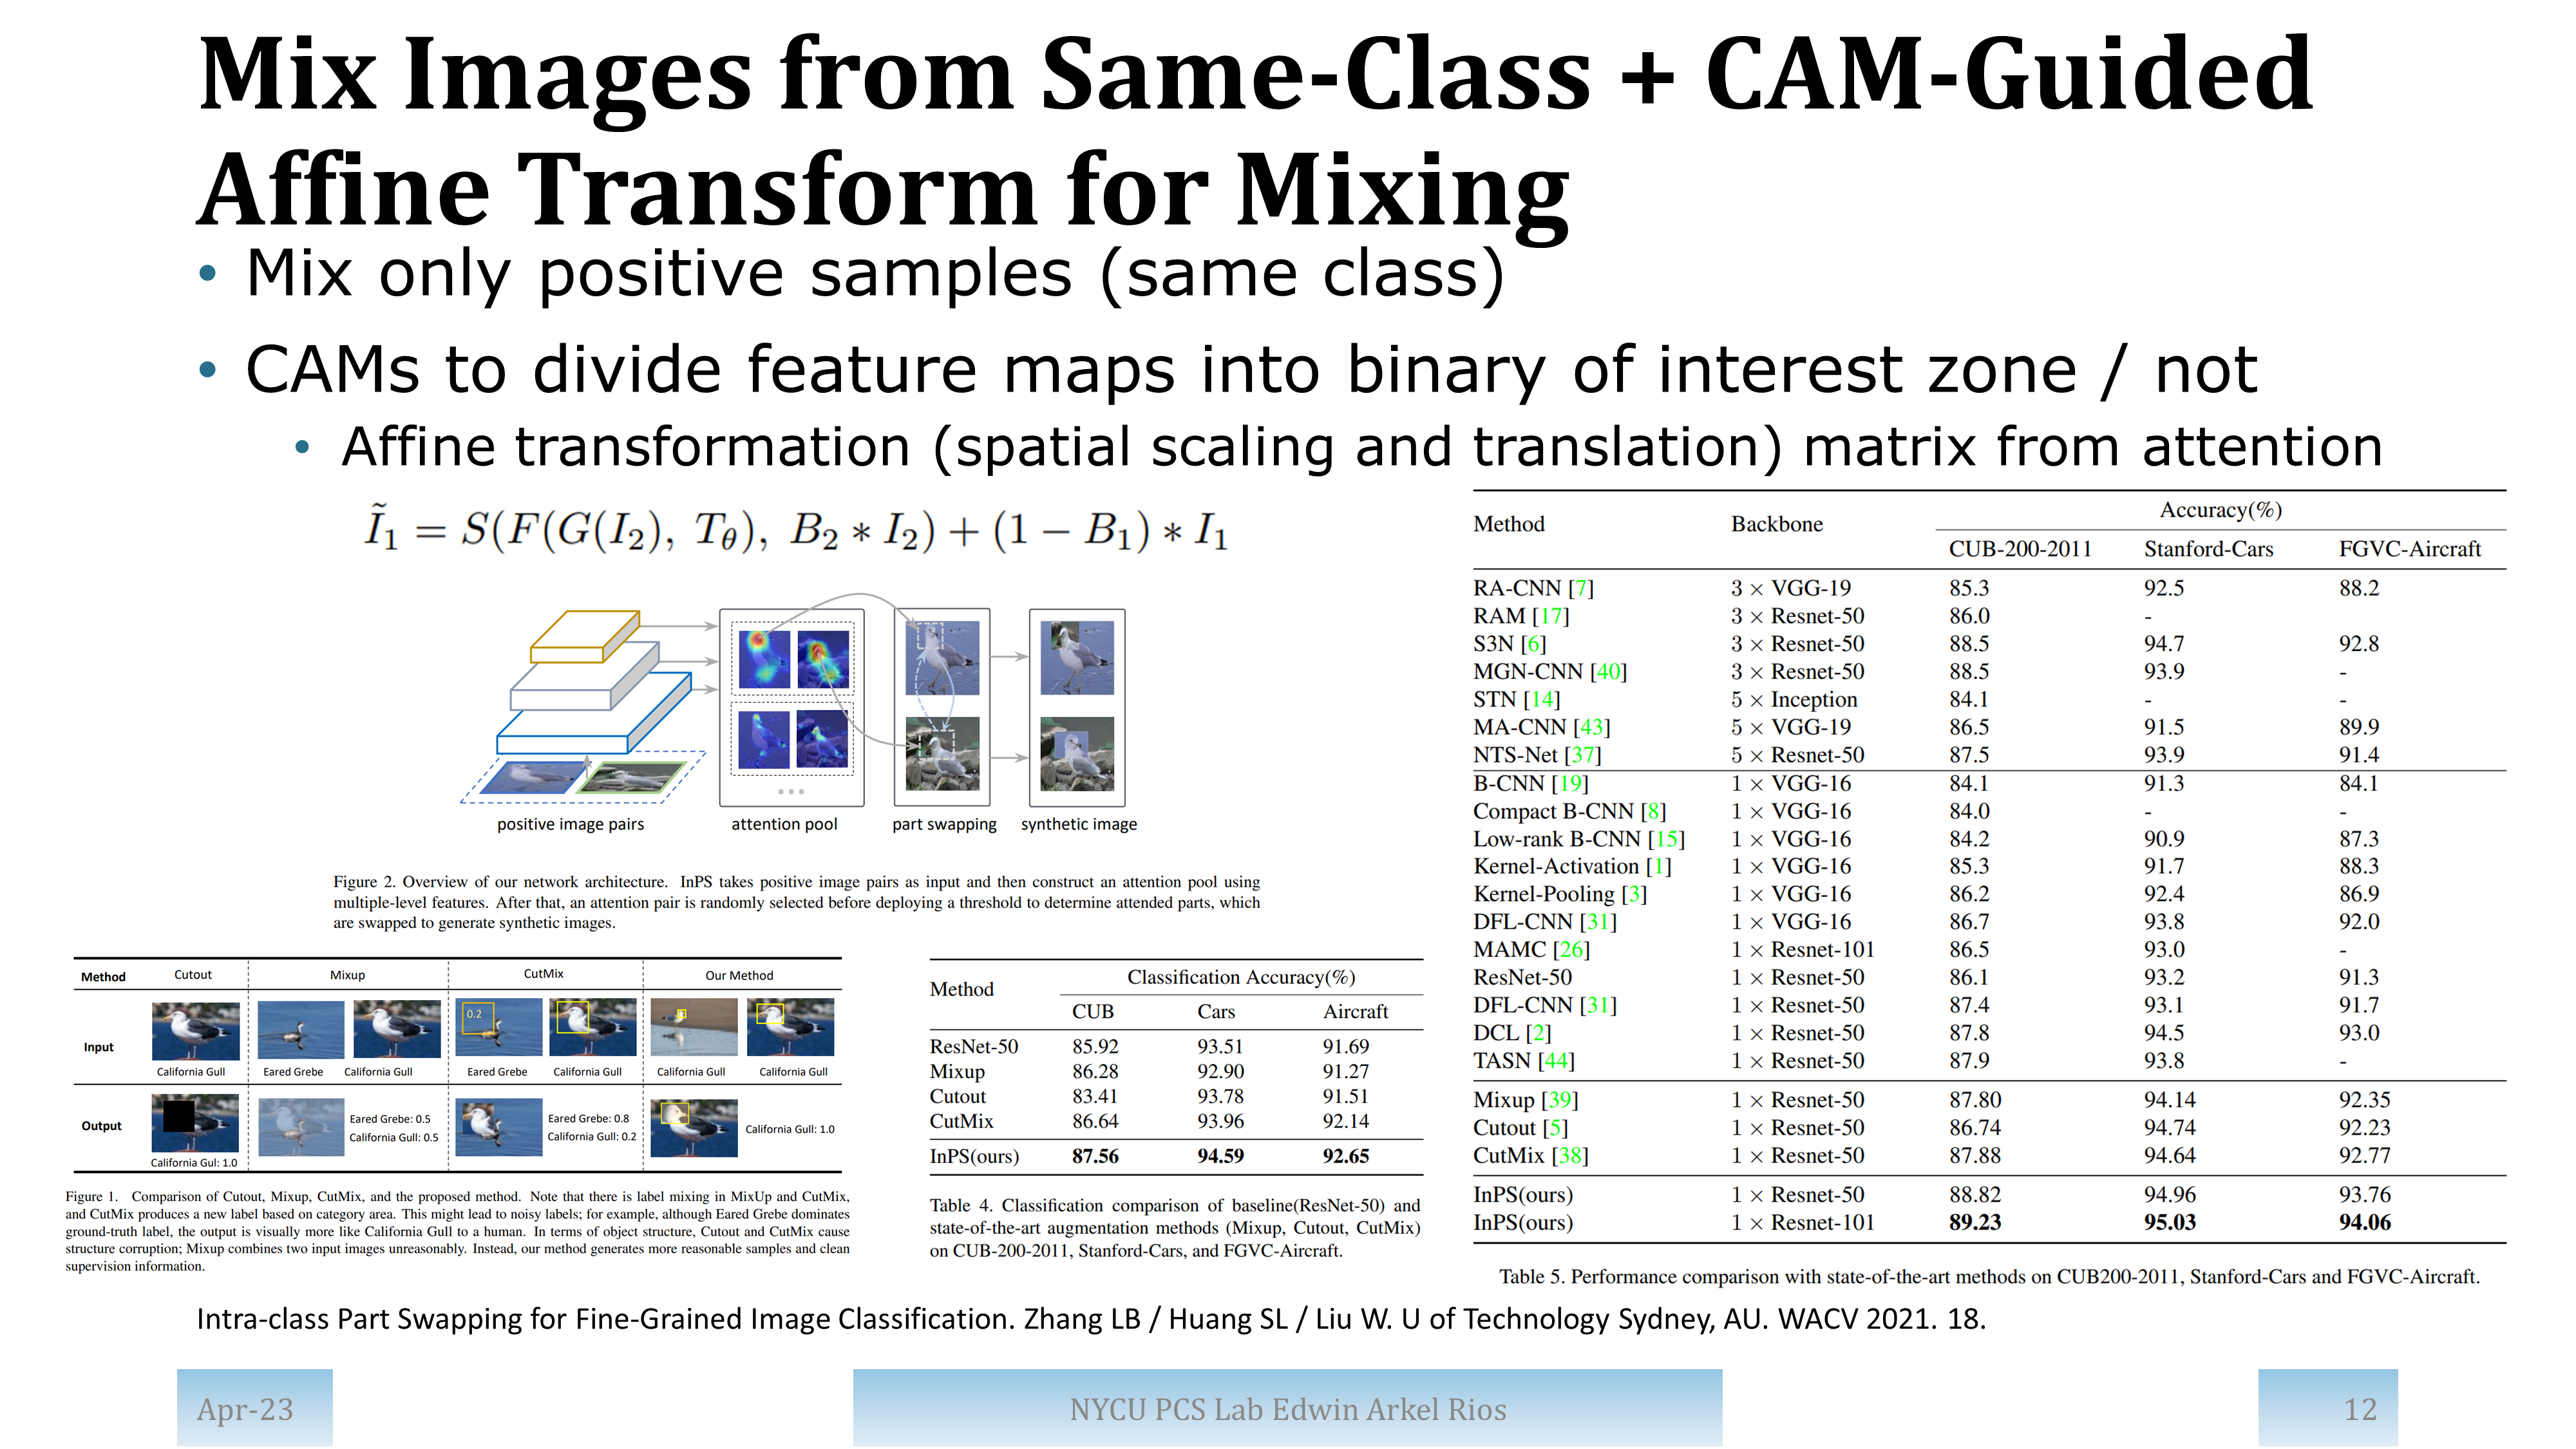 Mix Images from Same-Class + CAM-Guided
Affine Transform for Mixing
• Mix only positive samples (same class)
• CAMs to divide feature maps into binary of interest zone / not
• Affine transformation (spatial scaling and translation) matrix from attention
Ĩ₁ = S(F(G(I₂), T_θ), B₂ * I₂) + (1 − B₁) * I₁
positive image pairs attention pool part swapping synthetic image
Figure 2. Overview of our network architecture. InPS takes positive image pairs as input and then construct an attention pool using
multiple-level features. After that, an attention pair is randomly selected before deploying a threshold to determine attended parts, which
are swapped to generate synthetic images.
Method Cutout Mixup CutMix Our Method
Input
0.2
California Gull Eared Grebe California Gull Eared Grebe California Gull California Gull California Gull
Output
Eared Grebe: 0.5
California Gull: 0.5
Eared Grebe: 0.8
California Gull: 0.2
California Gull: 1.0
California Gul: 1.0
Figure 1. Comparison of Cutout, Mixup, CutMix, and the proposed method. Note that there is label mixing in MixUp and CutMix,
and CutMix produces a new label based on category area. This might lead to noisy labels; for example, although Eared Grebe dominates
ground-truth label, the output is visually more like California Gull to a human. In terms of object structure, Cutout and CutMix cause
structure corruption; Mixup combines two input images unreasonably. Instead, our method generates more reasonable samples and clean
supervision information.
Method Classification Accuracy(%)
CUB Cars Aircraft
ResNet-50 85.92 93.51 91.69
Mixup 86.28 92.90 91.27
Cutout 83.41 93.78 91.51
CutMix 86.64 93.96 92.14
InPS(ours) 87.56 94.59 92.65
Table 4. Classification comparison of baseline(ResNet-50) and
state-of-the-art augmentation methods (Mixup, Cutout, CutMix)
on CUB-200-2011, Stanford-Cars, and FGVC-Aircraft.
Method Backbone Accuracy(%)
CUB-200-2011 Stanford-Cars FGVC-Aircraft
RA-CNN [7] 3 × VGG-19 85.3 92.5 88.2
RAM [17] 3 × Resnet-50 86.0 -
S3N [6] 3 × Resnet-50 88.5 94.7 92.8
MGN-CNN [40] 3 × Resnet-50 88.5 93.9 -
STN [14] 5 × Inception 84.1 - -
MA-CNN [43] 5 × VGG-19 86.5 91.5 89.9
NTS-Net [37] 5 × Resnet-50 87.5 93.9 91.4
B-CNN [19] 1 × VGG-16 84.1 91.3 84.1
Compact B-CNN [8] 1 × VGG-16 84.0 - -
Low-rank B-CNN [15] 1 × VGG-16 84.2 90.9 87.3
Kernel-Activation [1] 1 × VGG-16 85.3 91.7 88.3
Kernel-Pooling [3] 1 × VGG-16 86.2 92.4 86.9
DFL-CNN [31] 1 × VGG-16 86.7 93.8 92.0
MAMC [26] 1 × Resnet-101 86.5 93.0 -
ResNet-50 1 × Resnet-50 86.1 93.2 91.3
DFL-CNN [31] 1 × Resnet-50 87.4 93.1 91.7
DCL [2] 1 × Resnet-50 87.8 94.5 93.0
TASN [44] 1 × Resnet-50 87.9 93.8 -
Mixup [39] 1 × Resnet-50 87.80 94.14 92.35
Cutout [5] 1 × Resnet-50 86.74 94.74 92.23
CutMix [38] 1 × Resnet-50 87.88 94.64 92.77
InPS(ours) 1 × Resnet-50 88.82 94.96 93.76
InPS(ours) 1 × Resnet-101 89.23 95.03 94.06
Table 5. Performance comparison with state-of-the-art methods on CUB200-2011, Stanford-Cars and FGVC-Aircraft.
Intra-class Part Swapping for Fine-Grained Image Classification. Zhang LB / Huang SL / Liu W. U of Technology Sydney, AU. WACV 2021. 18.
Apr-23 NYCU PCS Lab Edwin Arkel Rios 12